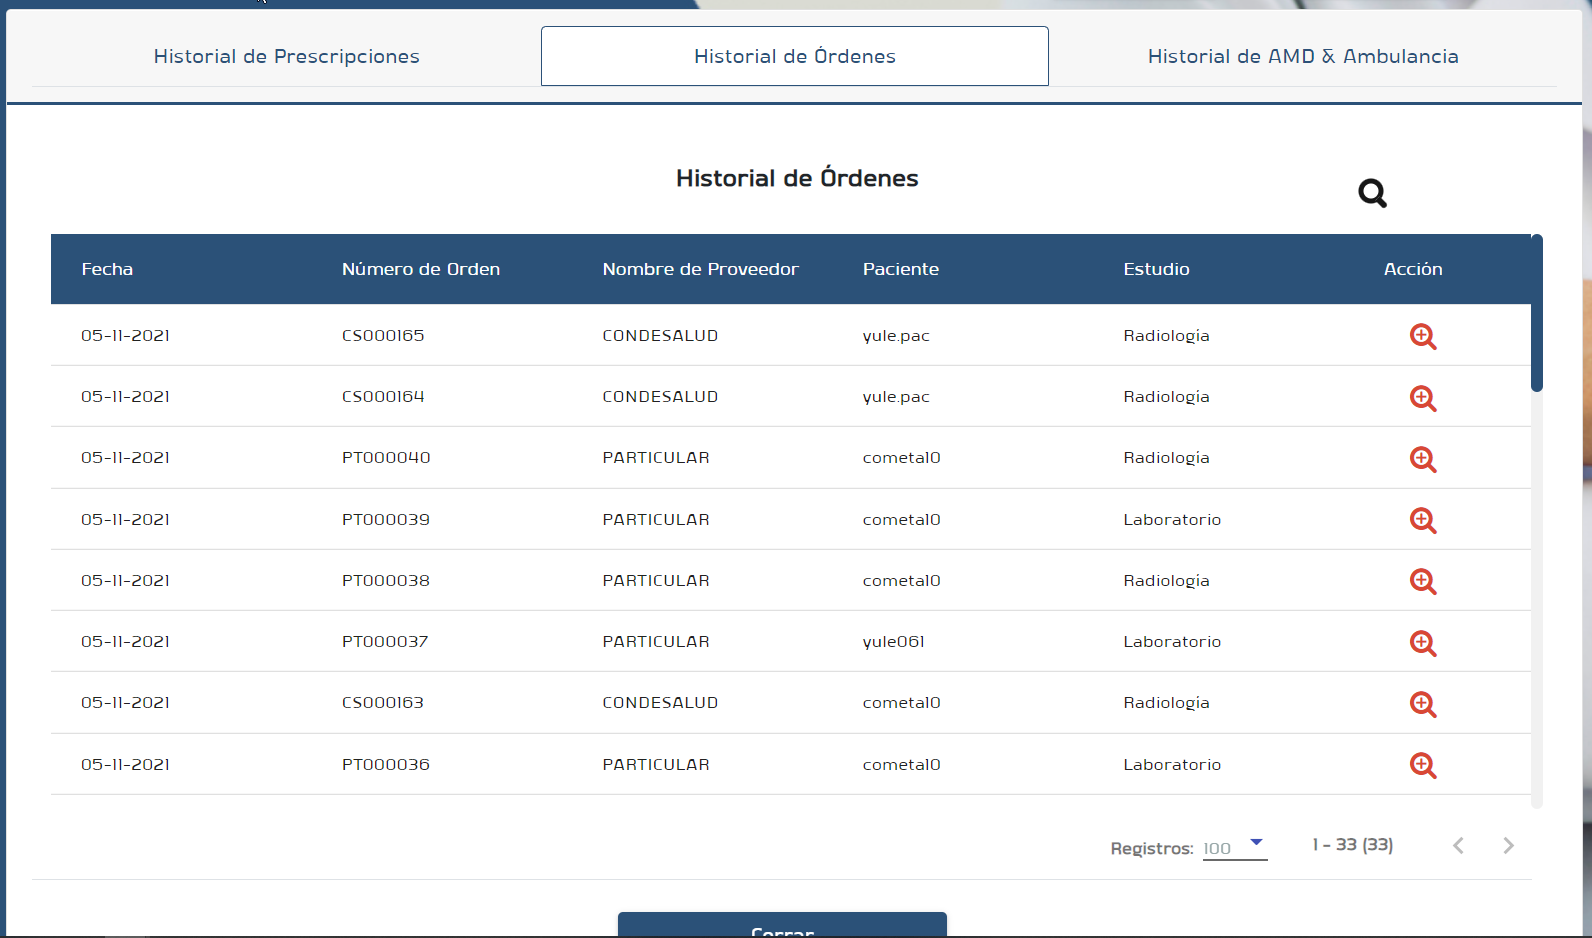 Historial de Prescripciones Historial de Órdenes Historial de AMD & Ambulancia
Historial de Órdenes
Fecha Número de Orden Nombre de Proveedor Paciente Estudio Acción
05-11-2021 CS000165 CONDESALUD yule.pac Radiología
05-11-2021 CS000164 CONDESALUD yule.pac Radiología
05-11-2021 PT000040 PARTICULAR cometa10 Radiología
05-11-2021 PT000039 PARTICULAR cometa10 Laboratorio
05-11-2021 PT000038 PARTICULAR cometa10 Radiología
05-11-2021 PT000037 PARTICULAR yule061 Laboratorio
05-11-2021 CS000163 CONDESALUD cometa10 Radiología
05-11-2021 PT000036 PARTICULAR cometa10 Laboratorio
Registros: 100 1 - 33 (33)
Cerrar